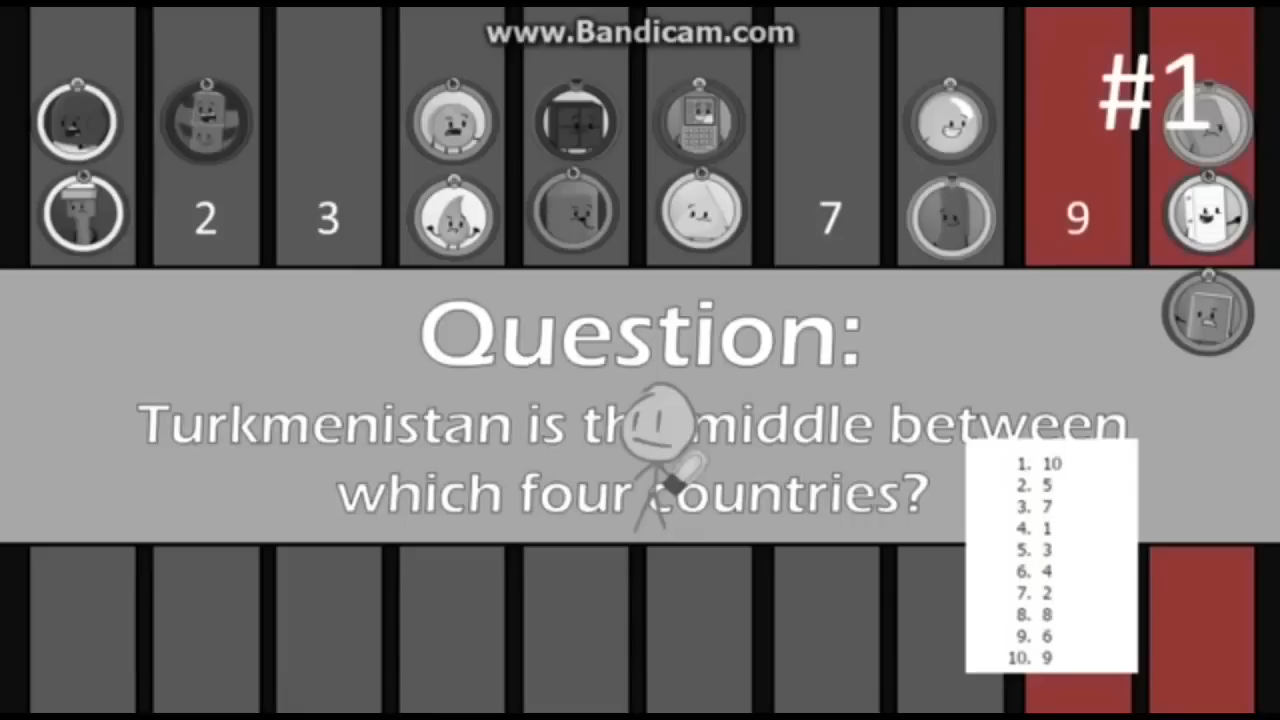 www.Bandicam.com
#1
2 3 7 9
Question:
Turkmenistan is the middle between
which four countries?
1. 10
2. 5
3. 7
4. 1
5. 3
6. 4
7. 2
8. 8
9. 6
10. 9